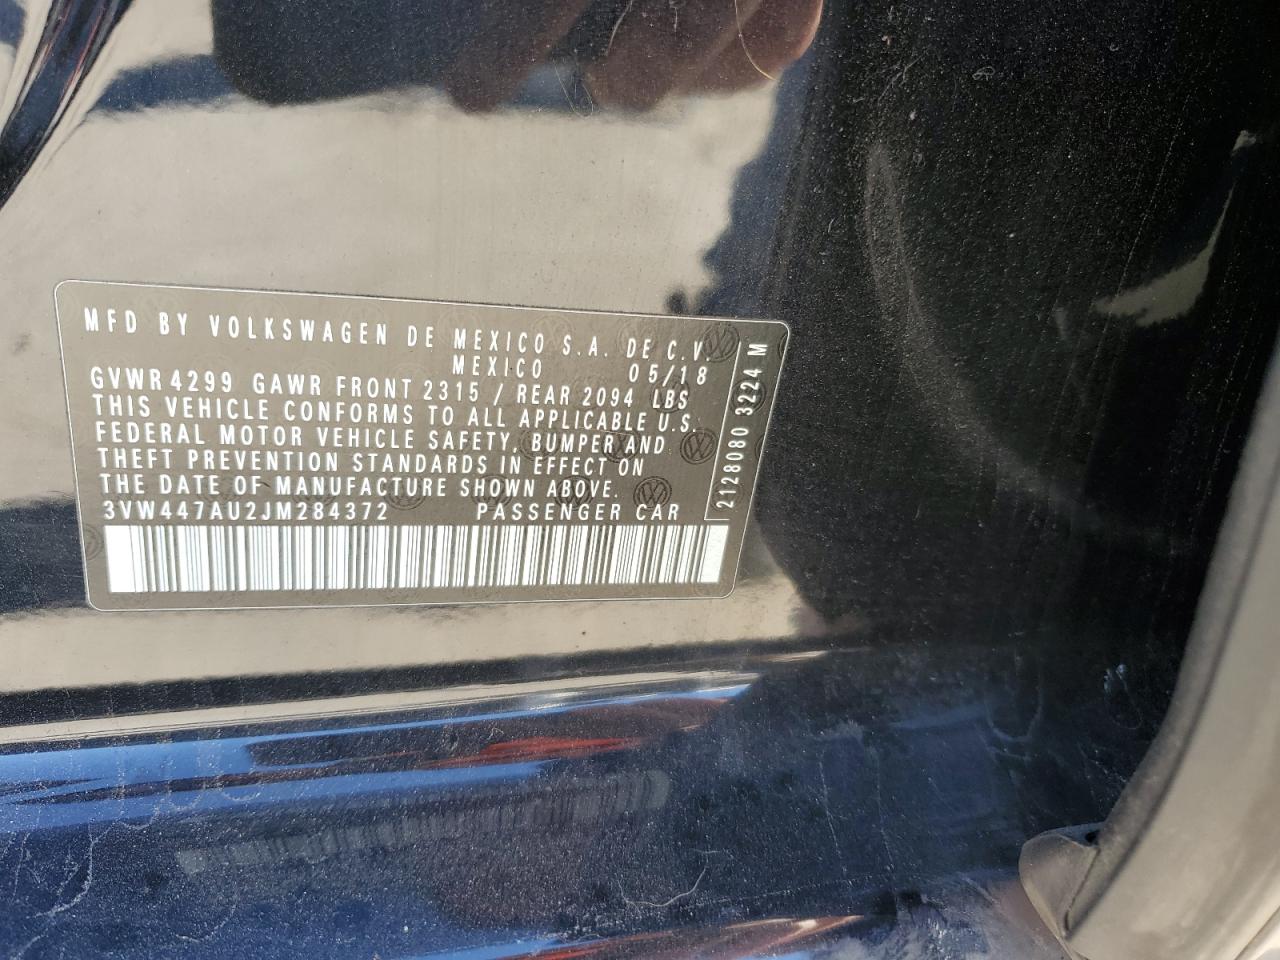 MFD BY VOLKSWAGEN DE MEXICO S.A. DE C.V.
MEXICO 05/18
GVWR 4299 GAWR FRONT 2315 / REAR 2094 LBS
THIS VEHICLE CONFORMS TO ALL APPLICABLE U.S.
FEDERAL MOTOR VEHICLE SAFETY, BUMPER AND
THEFT PREVENTION STANDARDS IN EFFECT ON
THE DATE OF MANUFACTURE SHOWN ABOVE.
3VW447AU2JM284372 PASSENGER CAR
2128080 3224 M